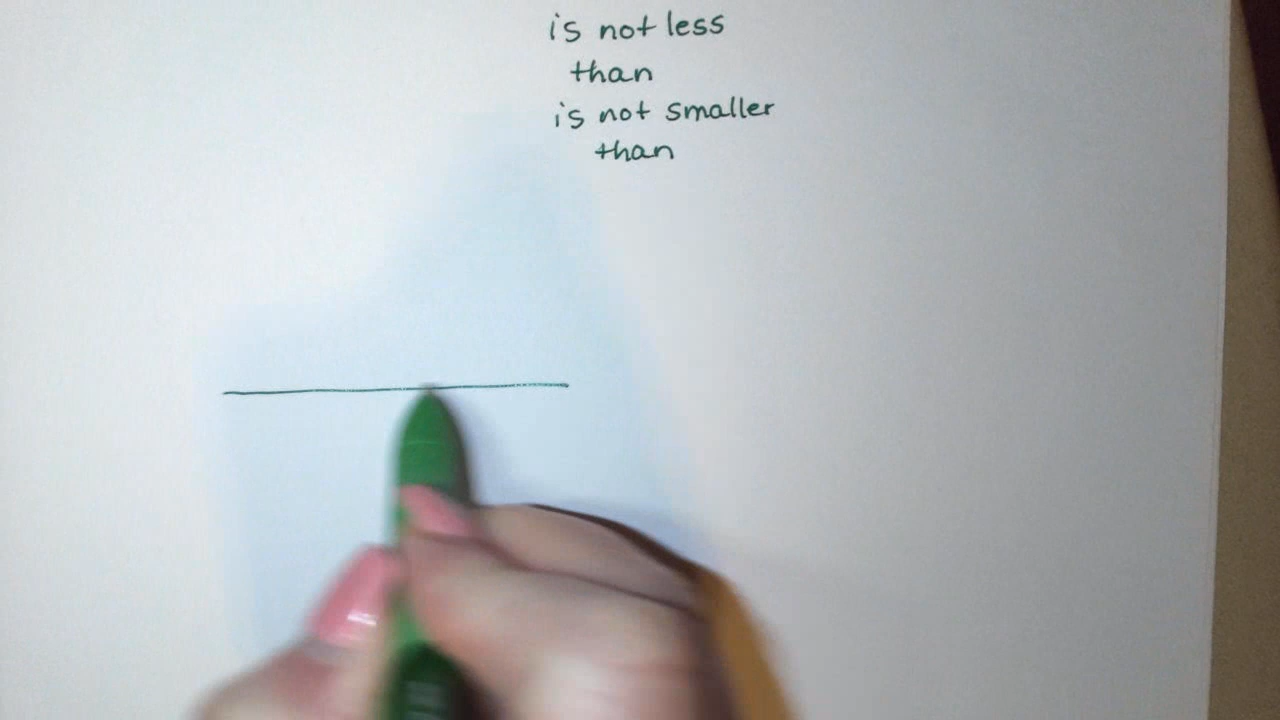 is not less
than
is not smaller
than